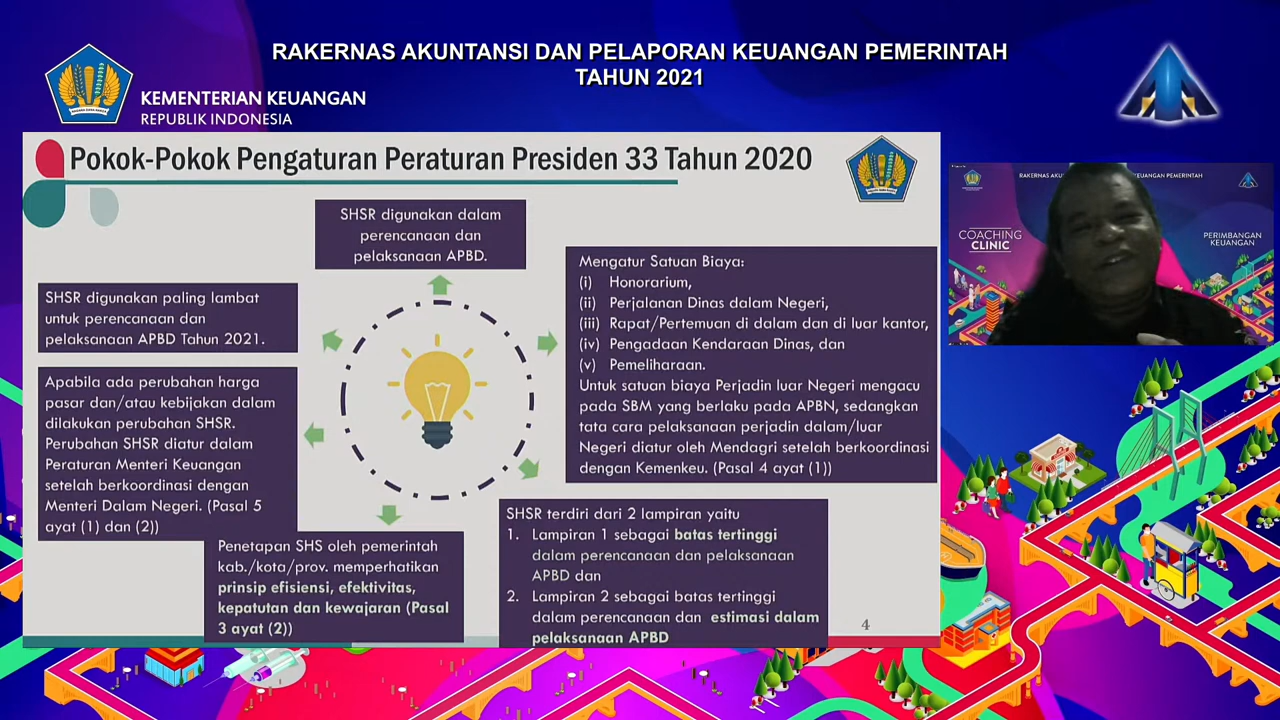 RAKERNAS AKUNTANSI DAN PELAPORAN KEUANGAN PEMERINTAH
TAHUN 2021
KEMENTERIAN KEUANGAN
REPUBLIK INDONESIA
Pokok-Pokok Pengaturan Peraturan Presiden 33 Tahun 2020
SHSR digunakan dalam
perencanaan dan
pelaksanaan APBD.
SHSR digunakan paling lambat
untuk perencanaan dan
pelaksanaan APBD Tahun 2021.
Apabila ada perubahan harga
pasar dan/atau kebijakan dalam
dilakukan perubahan SHSR.
Perubahan SHSR diatur dalam
Peraturan Menteri Keuangan
setelah berkoordinasi dengan
Menteri Dalam Negeri. (Pasal 5
ayat (1) dan (2))
Penetapan SHS oleh pemerintah
kab./kota/prov. memperhatikan
prinsip efisiensi, efektivitas,
kepatutan dan kewajaran (Pasal
3 ayat (2))
Mengatur Satuan Biaya:
(i) Honorarium,
(ii) Perjalanan Dinas dalam Negeri,
(iii) Rapat/Pertemuan di dalam dan di luar kantor,
(iv) Pengadaan Kendaraan Dinas, dan
(v) Pemeliharaan.
Untuk satuan biaya Perjadin luar Negeri mengacu
pada SBM yang berlaku pada APBN, sedangkan
tata cara pelaksanaan perjadin dalam/luar
Negeri diatur oleh Mendagri setelah berkoordinasi
dengan Kemenkeu. (Pasal 4 ayat (1))
SHSR terdiri dari 2 lampiran yaitu
1. Lampiran 1 sebagai batas tertinggi
dalam perencanaan dan pelaksanaan
APBD dan
2. Lampiran 2 sebagai batas tertinggi
dalam perencanaan dan estimasi dalam
pelaksanaan APBD
4
COACHING
CLINIC
PERIMBANGAN
KEUANGAN